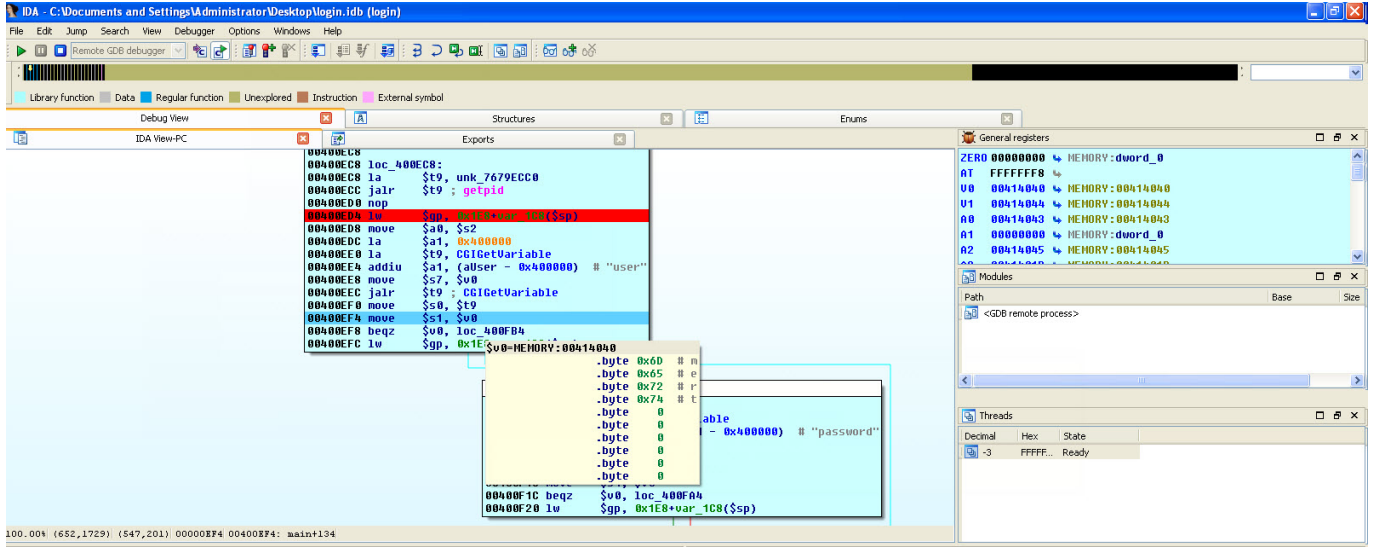 IDA - C:\Documents and Settings\Administrator\Desktop\login.idb (login)
File Edit Jump Search View Debugger Options Windows Help
Remote GDB debugger
Library function Data Regular function Unexplored Instruction External symbol
Debug View Structures Enums
IDA View-PC Exports General registers
00400EC8
00400EC8 loc_400EC8:
00400EC8 la $t9, unk_7679ECC0
00400ECC jalr $t9 ; getpid
00400ED0 nop
00400ED4 lw $gp, 0x1E8+var_1C8($sp)
00400ED8 move $a0, $s2
00400EDC la $a1, 0x400000
00400EE0 la $t9, CGIGetVariable
00400EE4 addiu $a1, (aUser - 0x400000) # "user"
00400EE8 move $s7, $v0
00400EEC jalr $t9 ; CGIGetVariable
00400EF0 move $s0, $t9
00400EF4 move $s1, $v0
00400EF8 beqz $v0, loc_400FB4
00400EFC lw $gp, 0x1E
$v0=MEMORY:00414040
.byte 0x6D # m
.byte 0x65 # e
.byte 0x72 # r
.byte 0x74 # t
.byte 0
.byte 0
.byte 0
.byte 0
.byte 0
.byte 0
able
- 0x400000) # "password"
00400F1C beqz $v0, loc_400FA4
00400F20 lw $gp, 0x1E8+var_1C8($sp)
ZERO 00000000 MEMORY:dword_0
AT FFFFFFF8
V0 00414040 MEMORY:00414040
V1 00414044 MEMORY:00414044
A0 00414043 MEMORY:00414043
A1 00000000 MEMORY:dword_0
A2 00414045 MEMORY:00414045
Modules
Path Base Size
<GDB remote process>
Threads
Decimal Hex State
-3 FFFFF... Ready
100.00% (652,1729) (547,201) 00000EF4 00400EF4: main+134